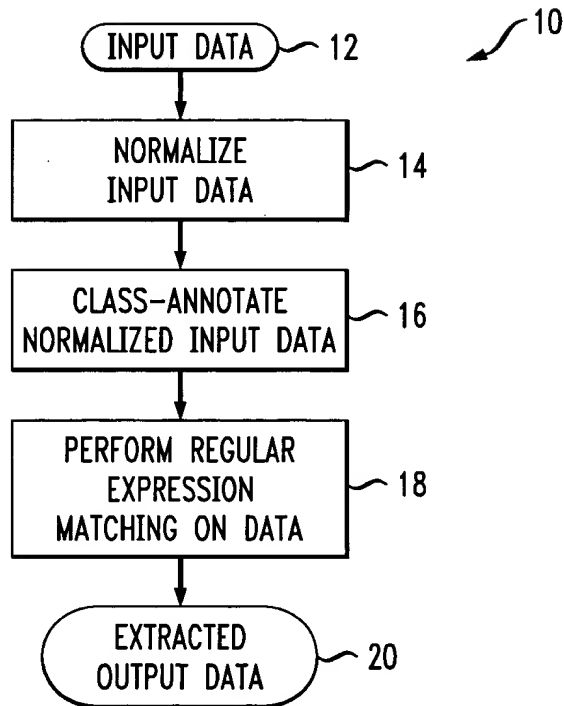 10
INPUT DATA
12
NORMALIZE
INPUT DATA
14
CLASS-ANNOTATE
NORMALIZED INPUT DATA
16
PERFORM REGULAR
EXPRESSION
MATCHING ON DATA
18
EXTRACTED
OUTPUT DATA
20